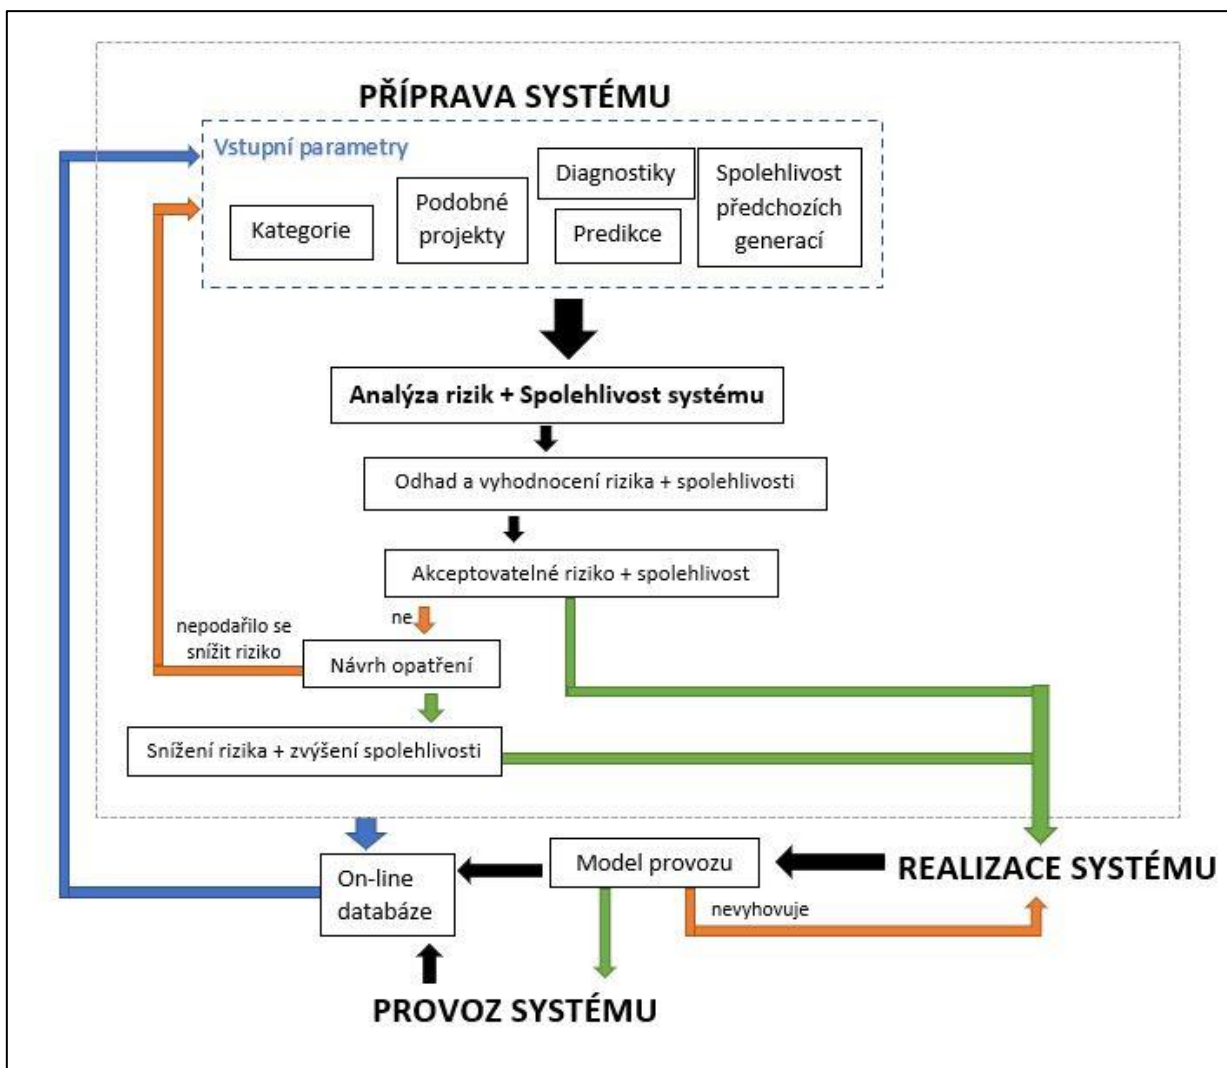 PŘÍPRAVA SYSTÉMU
Vstupní parametry
Kategorie
Podobné
projekty
Diagnostiky
Predikce
Spolehlivost
předchozích
generací
Analýza rizik + Spolehlivost systému
Odhad a vyhodnocení rizika + spolehlivosti
Akceptovatelné riziko + spolehlivost
ne
nepodařilo se
snížit riziko
Návrh opatření
Snížení rizika + zvýšení spolehlivosti
On-line
databáze
Model provozu
REALIZACE SYSTÉMU
nevyhovuje
PROVOZ SYSTÉMU